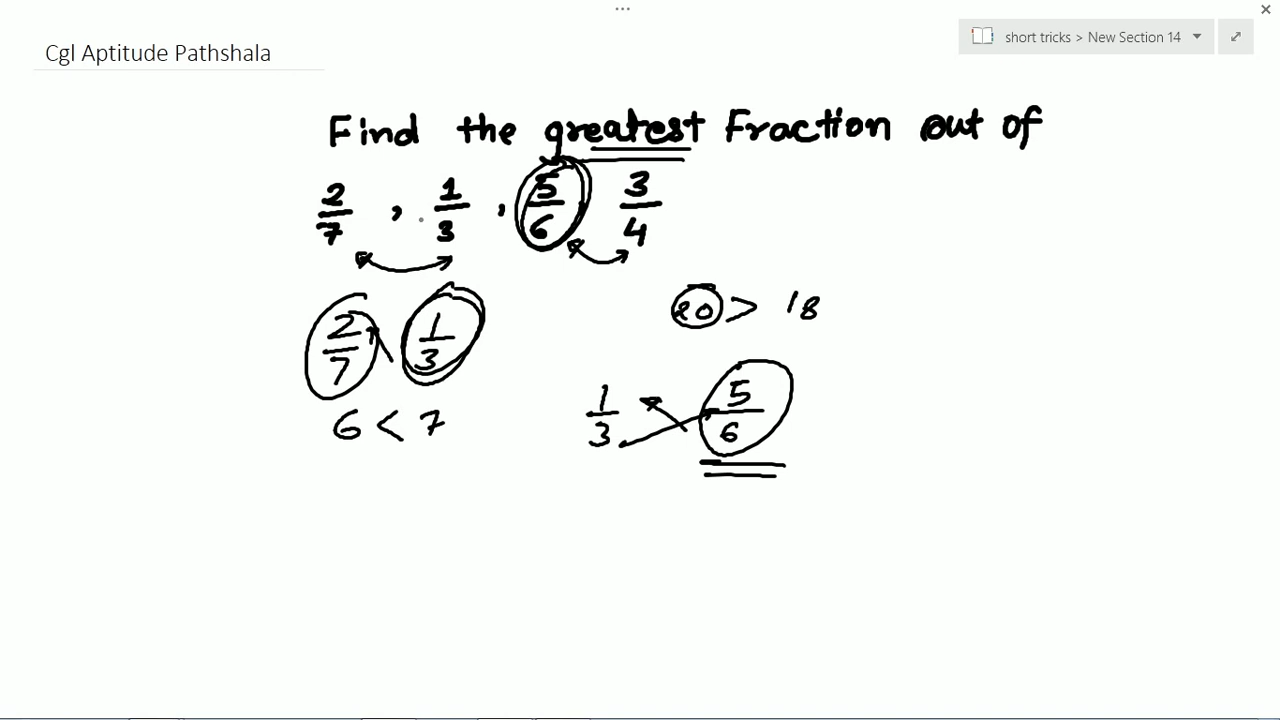 short tricks > New Section 14
Cgl Aptitude Pathshala
Find the greatest Fraction out of
2/7 , 1/3 , 5/6 3/4
20 > 18
2/7 1/3
6 < 7
1/3 5/6